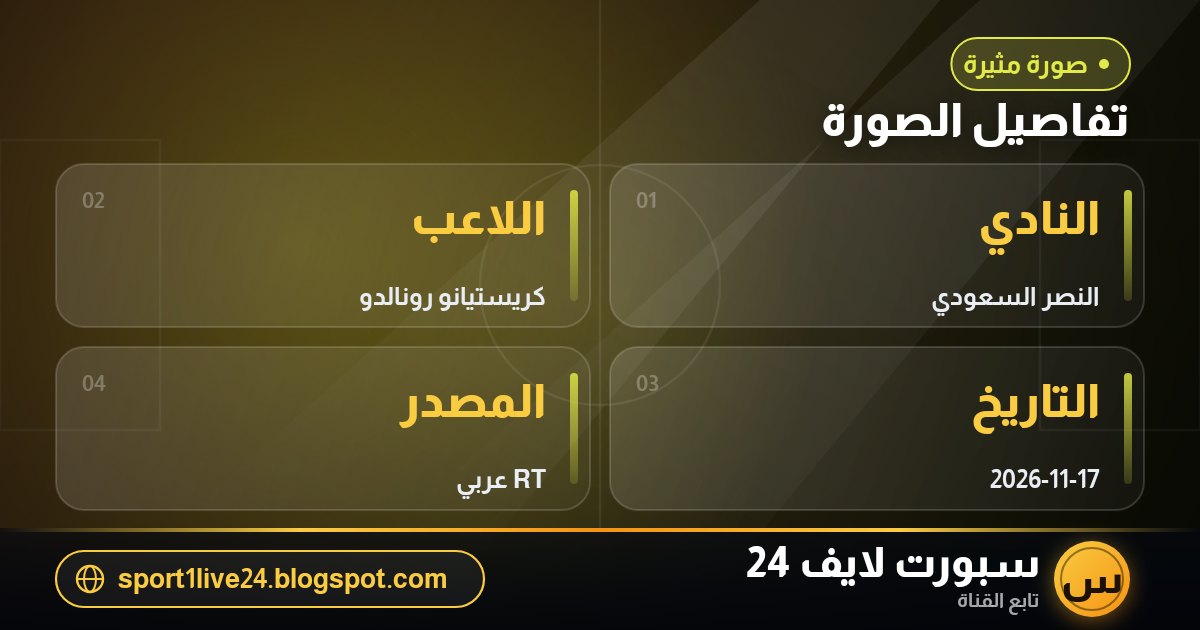 صورة مثيرة
تفاصيل الصورة
01
النادي
النصر السعودي
02
اللاعب
كريستيانو رونالدو
03
التاريخ
2026-11-17
04
المصدر
RT عربي
س
سبورت لايف 24
تابع القناة
sport1live24.blogspot.com